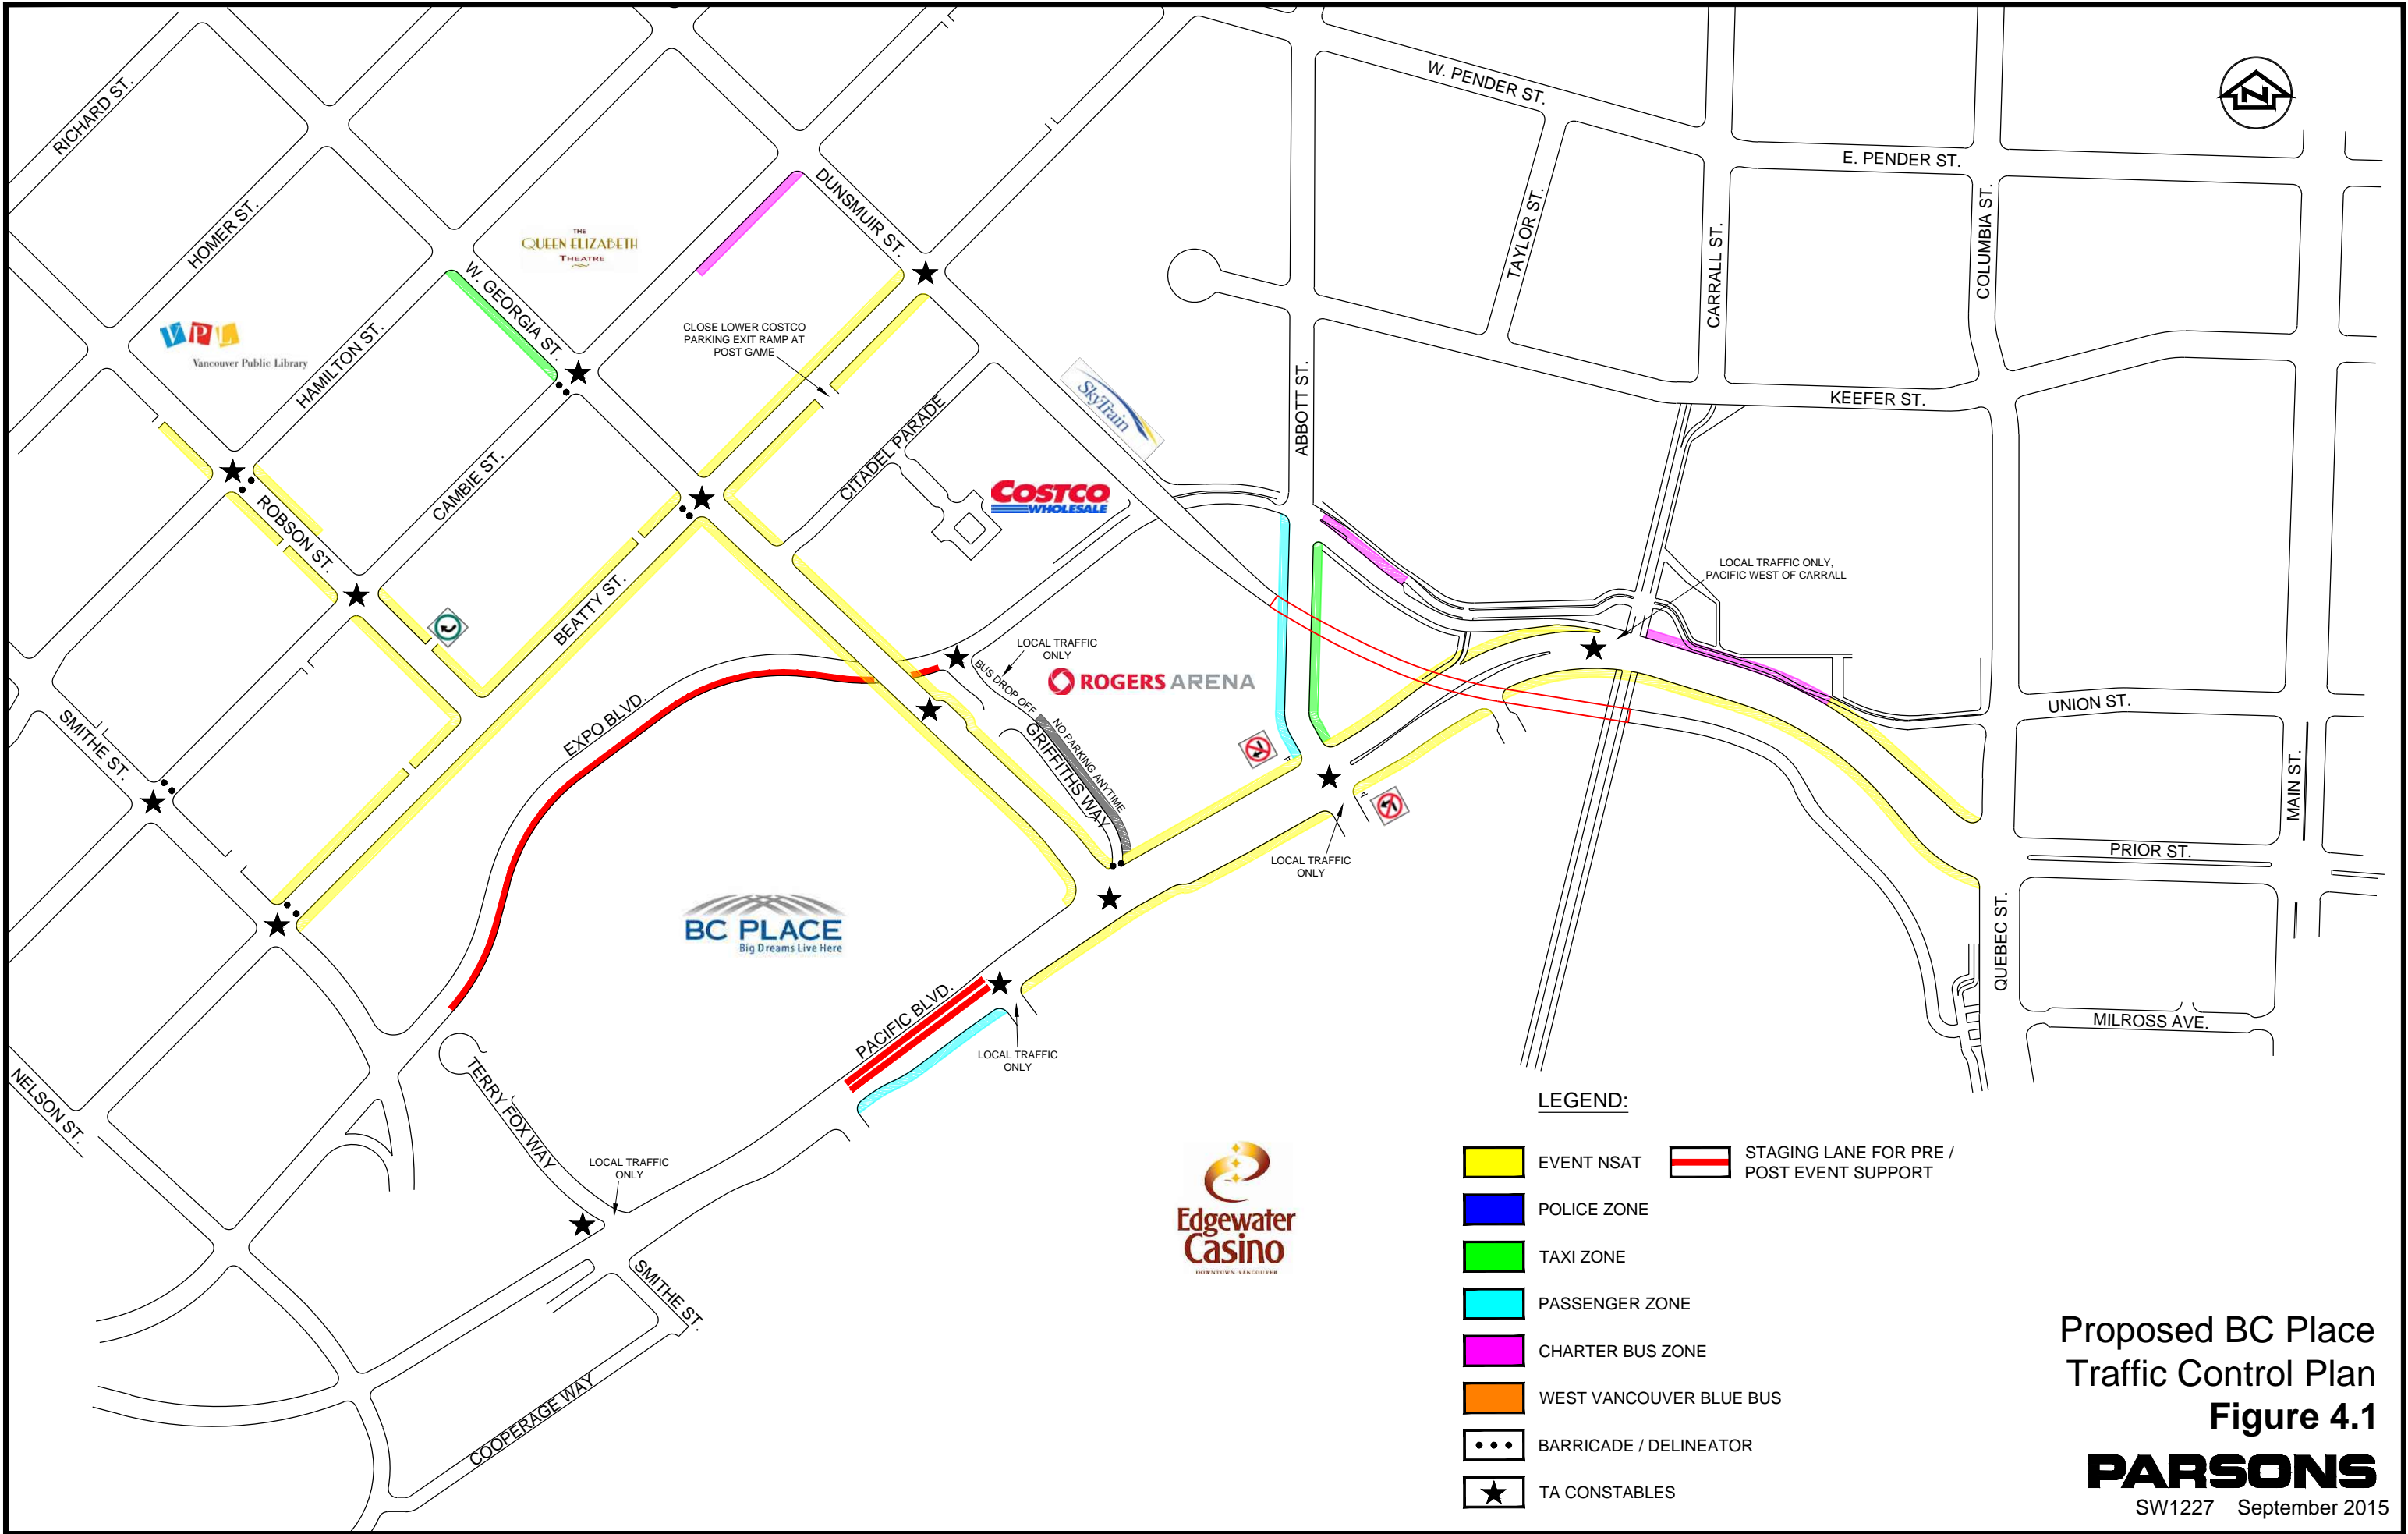 RICHARD ST.
HOMER ST.
HAMILTON ST.
CAMBIE ST.
BEATTY ST.
THE
QUEEN ELIZABETH
THEATRE
W. GEORGIA ST.
DUNSMUIR ST.
VPL
Vancouver Public Library
CLOSE LOWER COSTCO
PARKING EXIT RAMP AT
POST GAME
CITADEL PARADE
SkyTrain
COSTCO
WHOLESALE
W. PENDER ST.
E. PENDER ST.
N
TAYLOR ST.
CARRALL ST.
COLUMBIA ST.
ABBOTT ST.
KEEFER ST.
ROBSON ST.
SMITHE ST.
NELSON ST.
EXPO BLVD.
LOCAL TRAFFIC
ONLY
BUS DROP OFF
NO PARKING ANYTIME
GRIFFITHS WAY
ROGERS ARENA
LOCAL TRAFFIC ONLY,
PACIFIC WEST OF CARRALL
UNION ST.
MAIN ST.
PRIOR ST.
QUEBEC ST.
MILROSS AVE.
LOCAL TRAFFIC
ONLY
BC PLACE
Big Dreams Live Here
PACIFIC BLVD.
LOCAL TRAFFIC
ONLY
TERRY FOX WAY
LOCAL TRAFFIC
ONLY
SMITHE ST.
COOPERAGE WAY
Edgewater
Casino
DOWNTOWN VANCOUVER
LEGEND:
EVENT NSAT
STAGING LANE FOR PRE /
POST EVENT SUPPORT
POLICE ZONE
TAXI ZONE
PASSENGER ZONE
CHARTER BUS ZONE
WEST VANCOUVER BLUE BUS
BARRICADE / DELINEATOR
TA CONSTABLES
Proposed BC Place
Traffic Control Plan
Figure 4.1
PARSONS
SW1227 September 2015